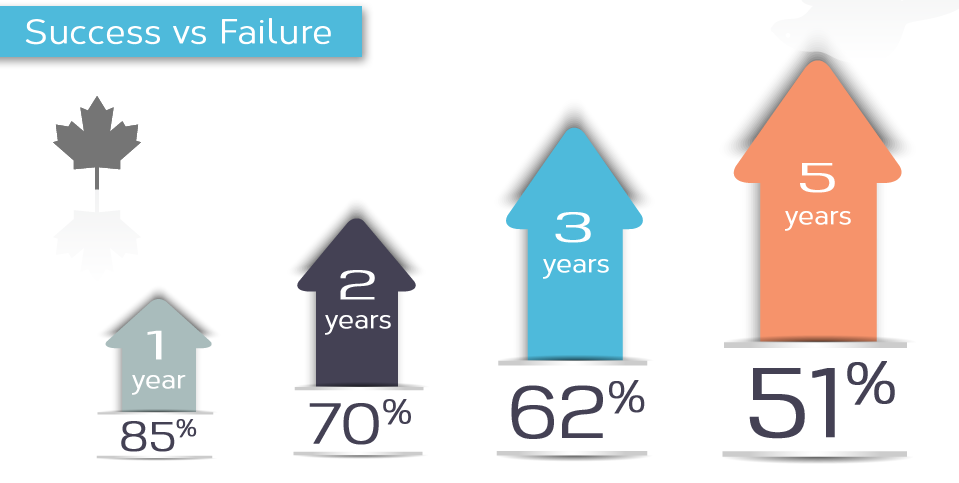 Success vs Failure
1
year
85%
2
years
70%
3
years
62%
5
years
51%